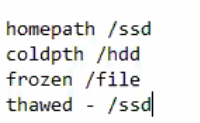 homepath /ssd
coldpth /hdd
frozen /file
thawed - /ssd